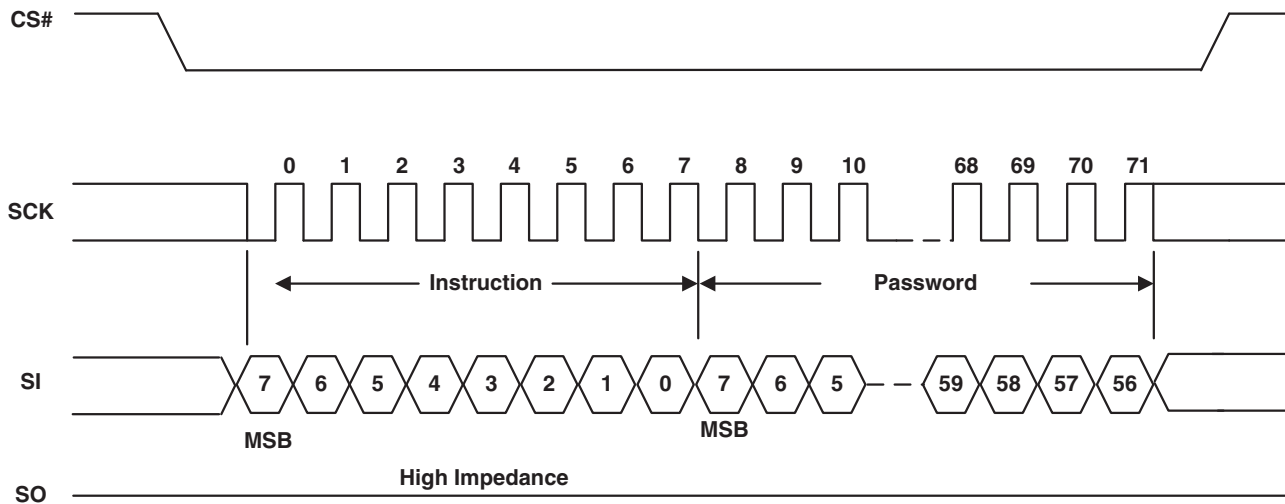 CS#
0 1 2 3 4 5 6 7 8 9 10 68 69 70 71
SCK
Instruction Password
SI 7 6 5 4 3 2 1 0 7 6 5 59 58 57 56
MSB MSB
High Impedance
SO